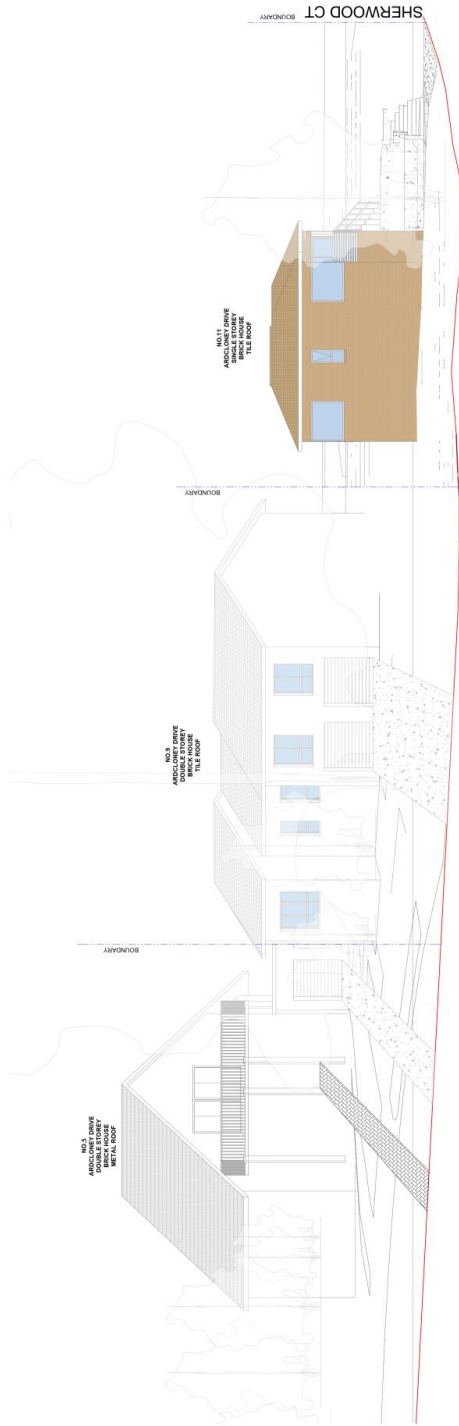 NO.5
ARDCLONEY DRIVE
DOUBLE STOREY
BRICK HOUSE
METAL ROOF
BOUNDARY
NO.9
ARDCLONEY DRIVE
DOUBLE STOREY
BRICK HOUSE
TILE ROOF
BOUNDARY
NO.11
ARDCLONEY DRIVE
SINGLE STOREY
BRICK HOUSE
TILE ROOF
BOUNDARY
SHERWOOD CT